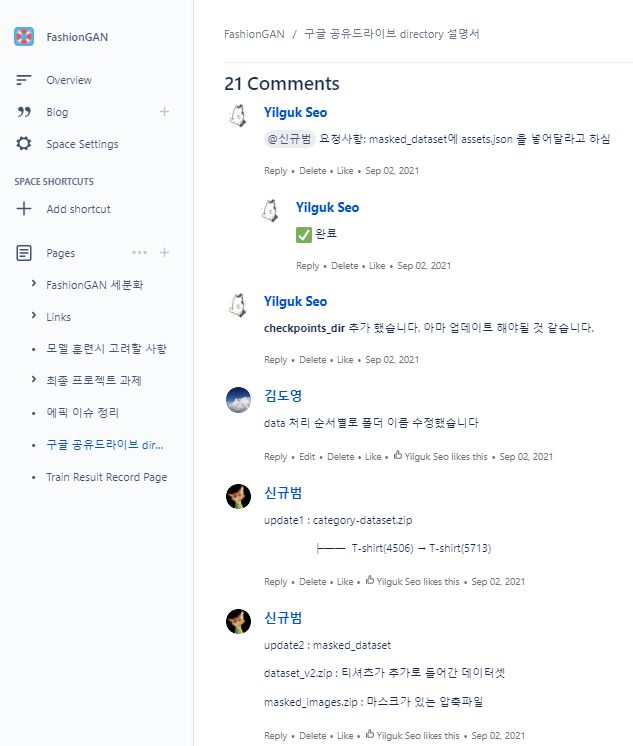 FashionGAN
Overview
Blog
Space Settings
SPACE SHORTCUTS
Add shortcut
Pages
FashionGAN 세분화
Links
모델 훈련시 고려할 사항
최종 프로젝트 과제
에픽 이슈 정리
구글 공유드라이브 dir...
Train Result Record Page
FashionGAN / 구글 공유드라이브 directory 설명서
21 Comments
Yilguk Seo
@신규범 요청사항: masked_dataset에 assets.json 을 넣어달라고 하심
Reply • Delete • Like • Sep 02, 2021
Yilguk Seo
✅ 완료
Reply • Delete • Like • Sep 02, 2021
Yilguk Seo
checkpoints_dir 추가 했습니다. 아마 업데이트 해야될 것 같습니다.
Reply • Delete • Like • Sep 02, 2021
김도영
data 처리 순서별로 폴더 이름 수정했습니다
Reply • Edit • Delete • Like • Yilguk Seo likes this • Sep 02, 2021
신규범
update1 : category-dataset.zip
├── T-shirt(4506) → T-shirt(5713)
Reply • Delete • Like • Yilguk Seo likes this • Sep 02, 2021
신규범
update2 : masked_dataset
dataset_v2.zip : 티셔츠가 추가로 들어간 데이터셋
masked_images.zip : 마스크가 있는 압축파일
Reply • Delete • Like • Yilguk Seo likes this • Sep 02, 2021